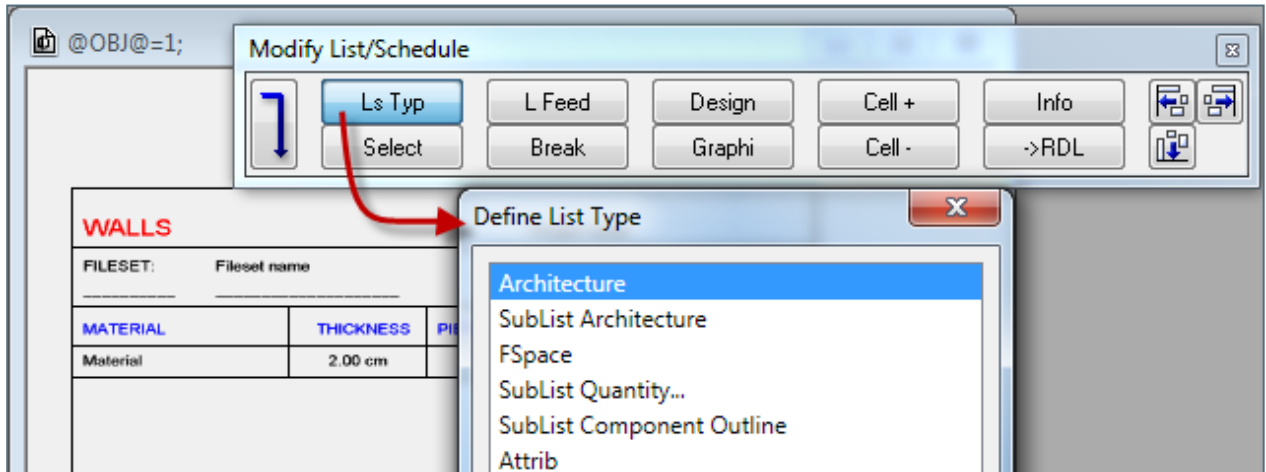 @OBJ@=1;
Modify List/Schedule
Ls Typ L Feed Design Cell + Info
Select Break Graphi Cell - ->RDL
WALLS
FILESET: Fileset name
MATERIAL THICKNESS
Material 2.00 cm
Define List Type
Architecture
SubList Architecture
FSpace
SubList Quantity...
SubList Component Outline
Attrib